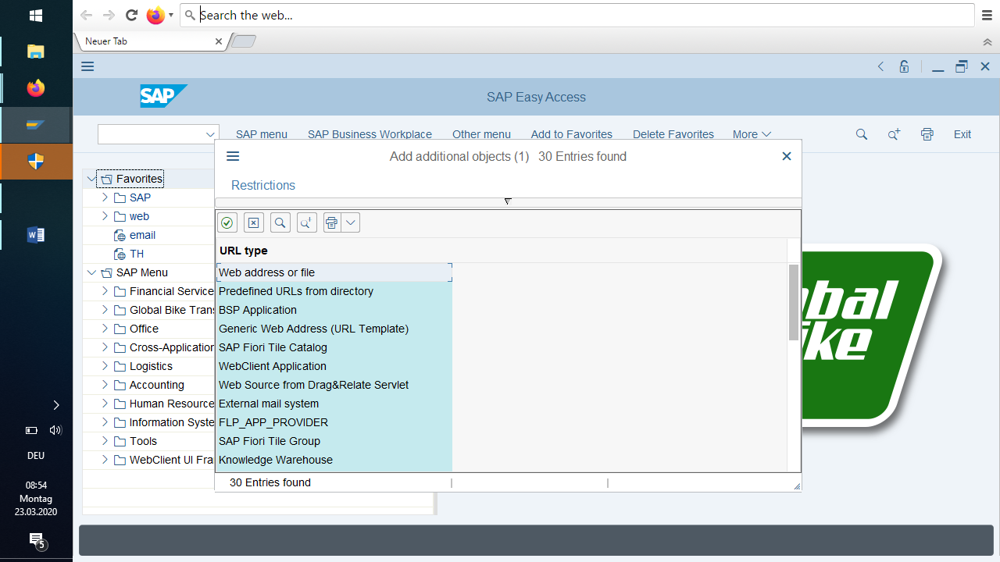 Search the web...
Neuer Tab
SAP
SAP Easy Access
SAP menu
SAP Business Workplace
Other menu
Add to Favorites
Delete Favorites
More
Exit
Favorites
SAP
web
email
TH
SAP Menu
Financial Service
Global Bike Trans
Office
Cross-Application
Logistics
Accounting
Human Resource
Information Syste
Tools
WebClient UI Fra
Add additional objects (1) 30 Entries found
Restrictions
URL type
Web address or file
Predefined URLs from directory
BSP Application
Generic Web Address (URL Template)
SAP Fiori Tile Catalog
WebClient Application
Web Source from Drag&Relate Servlet
External mail system
FLP_APP_PROVIDER
SAP Fiori Tile Group
Knowledge Warehouse
30 Entries found
bal
ike
DEU
08:54
Montag
23.03.2020
5